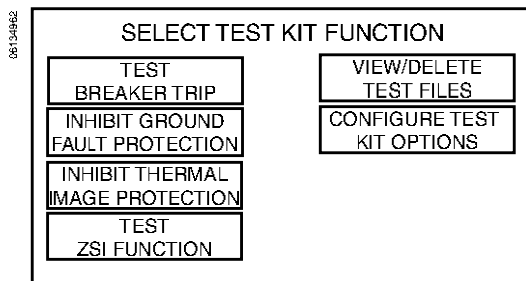 06134962
SELECT TEST KIT FUNCTION
TEST
BREAKER TRIP
INHIBIT GROUND
FAULT PROTECTION
INHIBIT THERMAL
IMAGE PROTECTION
TEST
ZSI FUNCTION
VIEW/DELETE
TEST FILES
CONFIGURE TEST
KIT OPTIONS